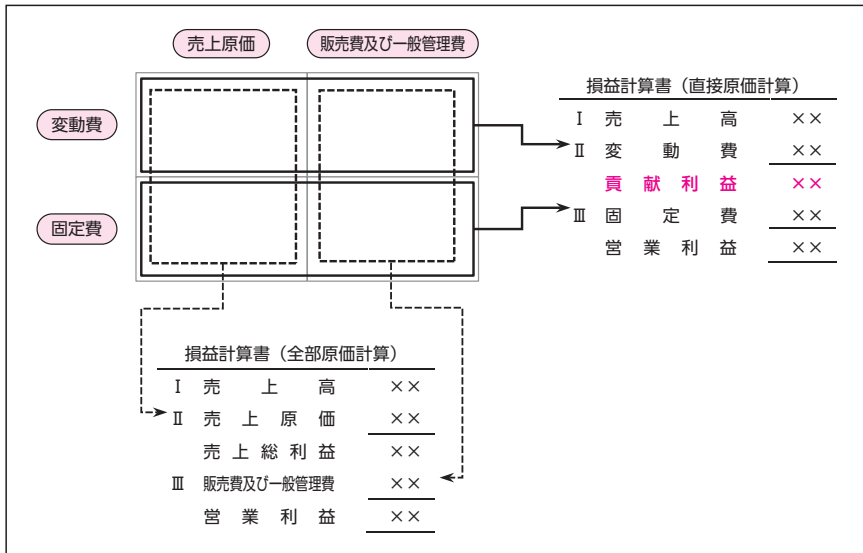 売上原価
販売費及び一般管理費
変動費
固定費
損益計算書（直接原価計算）
Ⅰ 売上高 ××
Ⅱ 変動費 ××
貢献利益 ××
Ⅲ 固定費 ××
営業利益 ××
損益計算書（全部原価計算）
Ⅰ 売上高 ××
Ⅱ 売上原価 ××
売上総利益 ××
Ⅲ 販売費及び一般管理費 ××
営業利益 ××